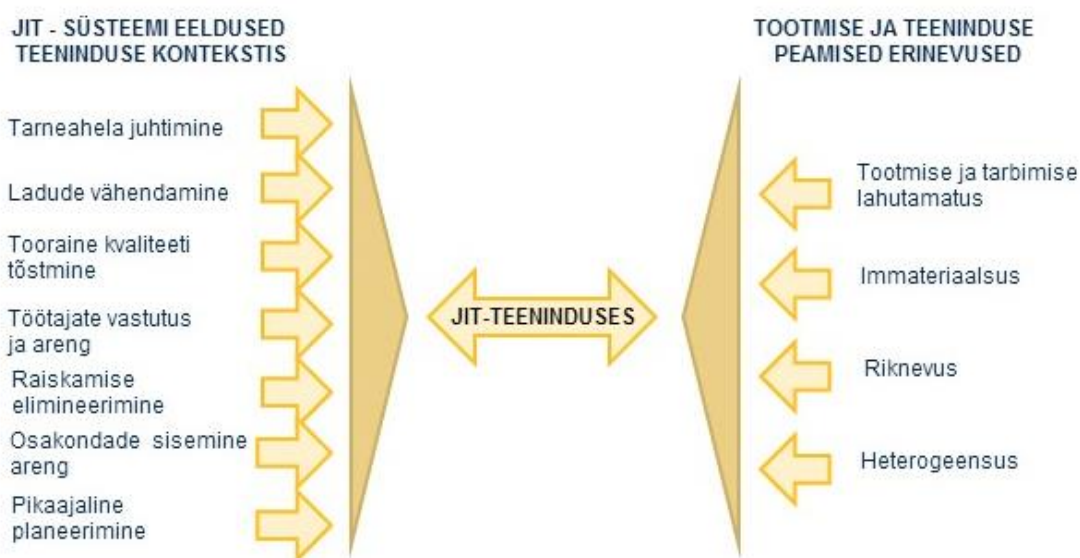 JIT - SÜSTEEMI EELDUSED
TEENINDUSE KONTEKSTIS
Tarneahela juhtimine
Ladude vähendamine
Tooraine kvaliteeti
tõstmine
Töötajate vastutus
ja areng
Raiskamise
elimineerimine
Osakondade sisemine
areng
Pikaajaline
planeerimine
JIT-TEENINDUSES
TOOTMISE JA TEENINDUSE
PEAMISED ERINEVUSED
Tootmise ja tarbimise
lahutamatus
Immateriaalsus
Riknevus
Heterogeensus